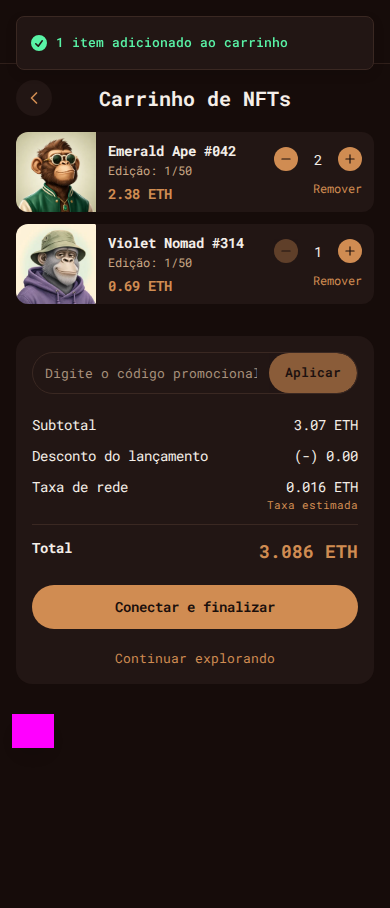 1 item adicionado ao carrinho
Carrinho de NFTs
Emerald Ape #042
Edição: 1/50
2.38 ETH
2
Remover
Violet Nomad #314
Edição: 1/50
0.69 ETH
1
Remover
Digite o código promocional
Aplicar
Subtotal 3.07 ETH
Desconto do lançamento (-) 0.00
Taxa de rede 0.016 ETH
Taxa estimada
Total 3.086 ETH
Conectar e finalizar
Continuar explorando